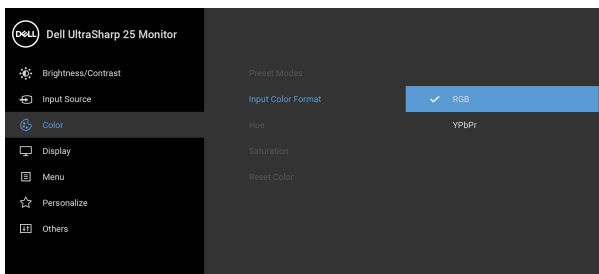 DELL Dell UltraSharp 25 Monitor
Brightness/Contrast
Preset Modes
Input Source
Input Color Format
RGB
Color
Hue
YPbPr
Display
Saturation
Menu
Reset Color
Personalize
Others